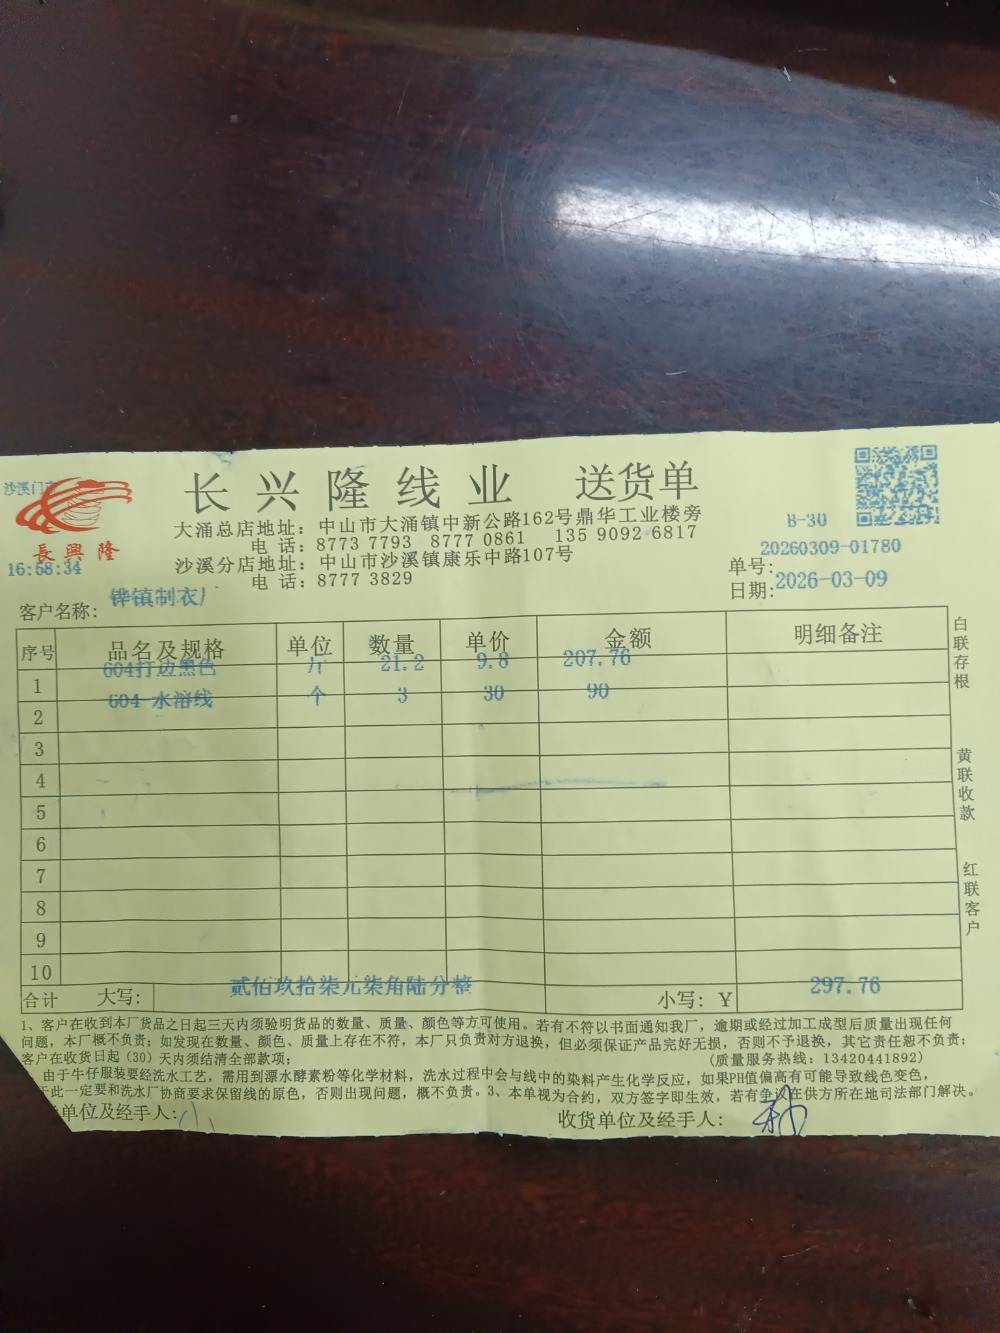 沙溪门市
長興隆
16:58:34
长兴隆线业 送货单
B-30
大涌总店地址：中山市大涌镇中新公路162号鼎华工业楼旁
电 话：8773 7793 8777 0861 135 9092 6817
沙溪分店地址：中山市沙溪镇康乐中路107号
电 话：8777 3829
单号：20260309-01780
日期：2026-03-09
客户名称：铧镇制衣厂
序号 品名及规格 单位 数量 单价 金额 明细备注
1 604打边黑色 斤 21.2 9.8 207.76
2 604-水溶线 个 3 30 90
3
4
5
6
7
8
9
10
合计 大写：贰佰玖拾柒元柒角陆分整 小写：￥297.76
白联存根
黄联收款
红联客户
1、客户在收到本厂货品之日起三天内须验明货品的数量、质量、颜色等方可使用。若有不符以书面通知我厂，逾期或经过加工成型后质量出现任何
问题，本厂概不负责；如发现在数量、颜色、质量上存在不符，本厂只负责对方退换，但必须保证产品完好无损，否则不予退换，其它责任恕不负责；
客户在收货日起（30）天内须结清全部款项； （质量服务热线：13420441892）
由于牛仔服装要经洗水工艺，需用到漂水酵素粉等化学材料，洗水过程中会与线中的染料产生化学反应，如果PH值偏高有可能导致线色变色，
于此一定要和洗水厂协商要求保留线的原色，否则出现问题，概不负责。3、本单视为合约，双方签字即生效，若有争议在供方所在地司法部门解决。
单位及经手人： 收货单位及经手人：